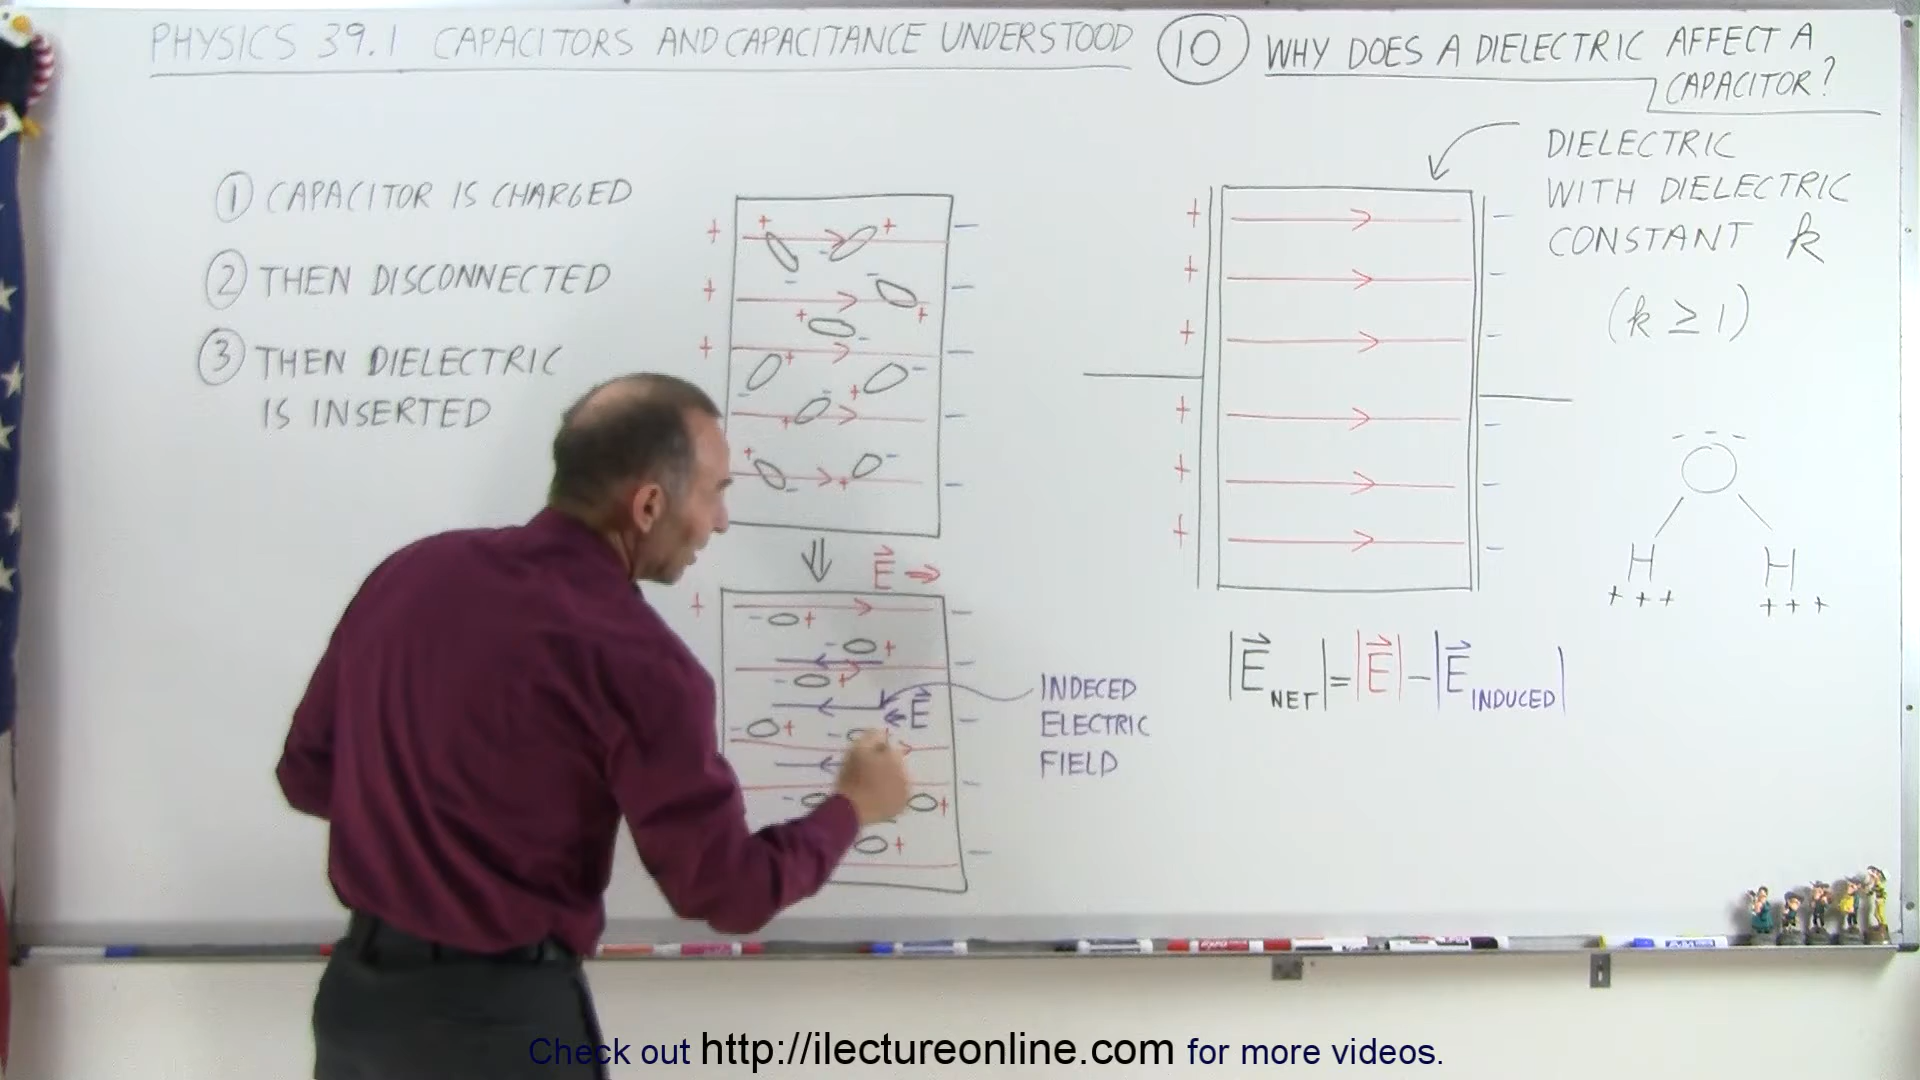 PHYSICS 39.1 CAPACITORS AND CAPACITANCE UNDERSTOOD
10 WHY DOES A DIELECTRIC AFFECT A
CAPACITOR?
1 CAPACITOR IS CHARGED
2 THEN DISCONNECTED
3 THEN DIELECTRIC
IS INSERTED
DIELECTRIC
WITH DIELECTRIC
CONSTANT k
(k ≥ 1)
E
E
INDECED
ELECTRIC
FIELD
O
H H
+++ +++
|E NET| = |E| - |E INDUCED|
Check out http://ilectureonline.com for more videos.